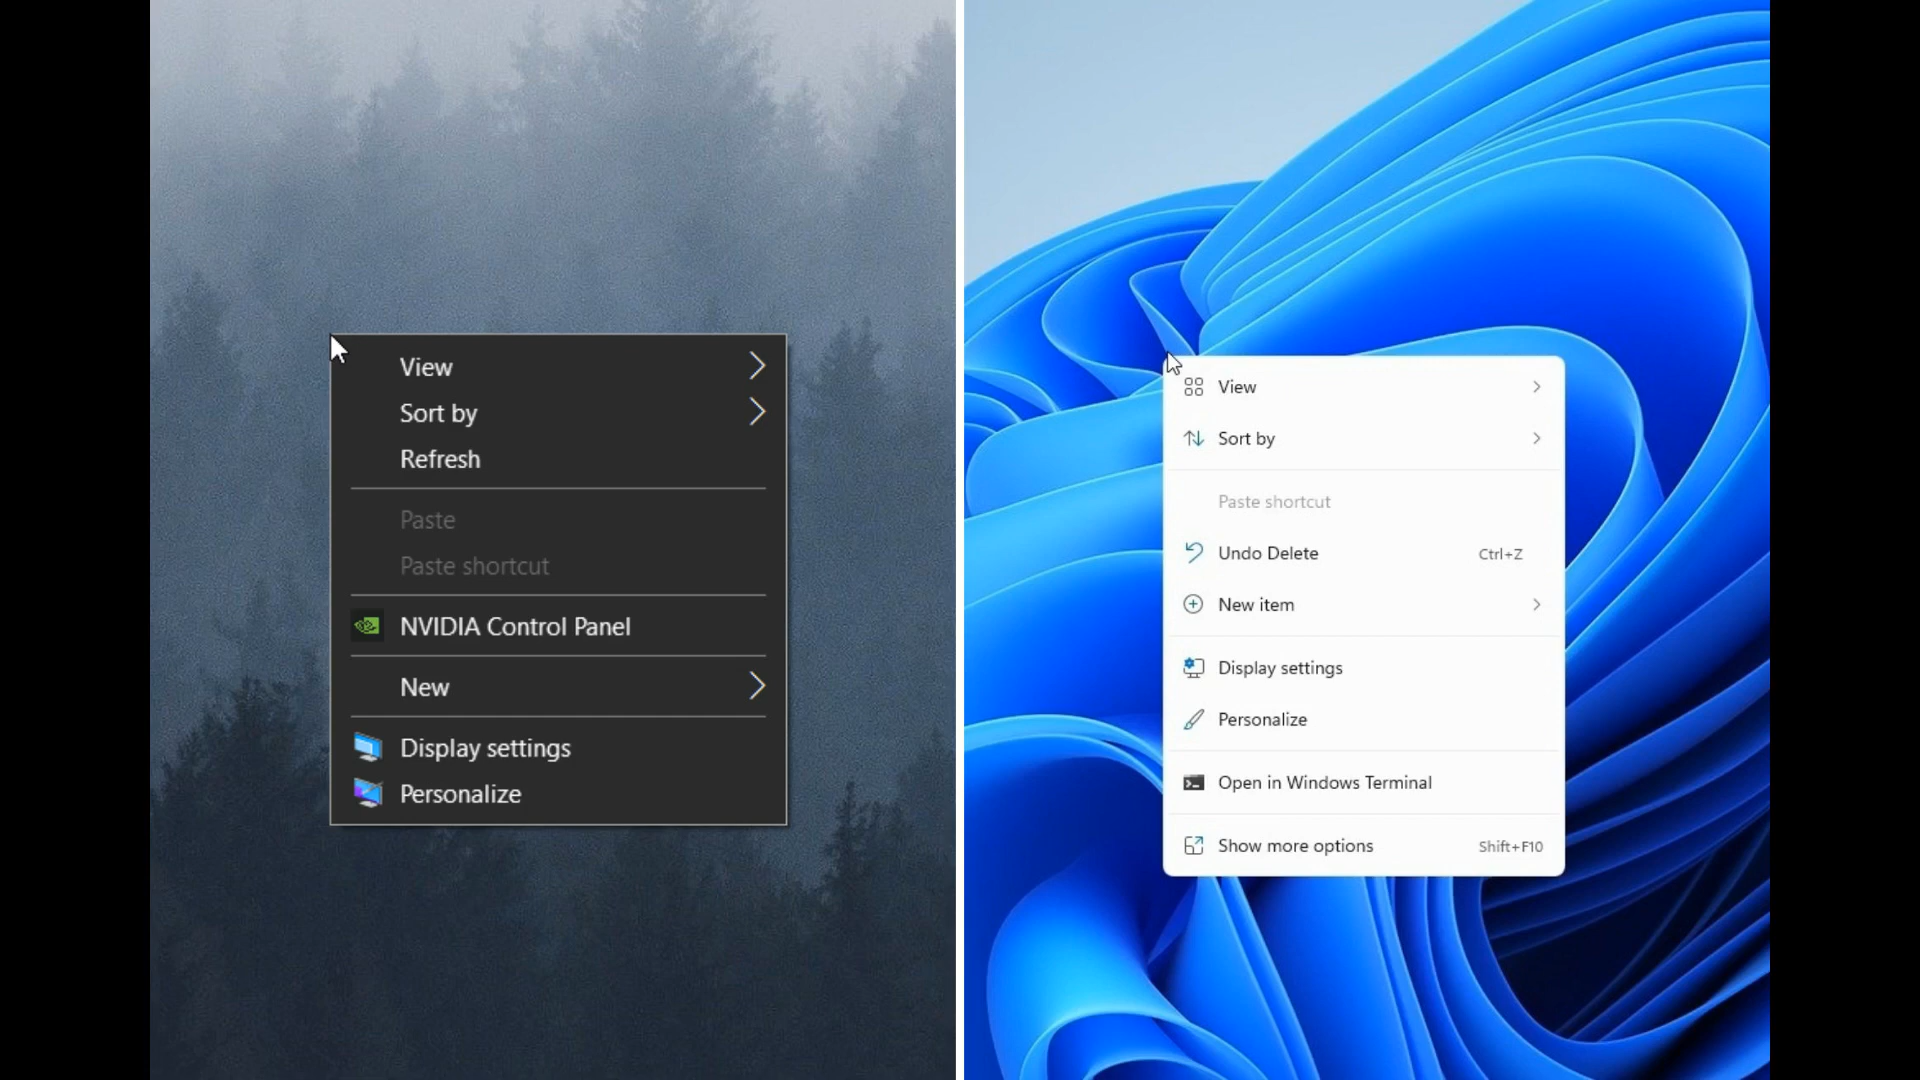 View
Sort by
Refresh
Paste
Paste shortcut
NVIDIA Control Panel
New
Display settings
Personalize
View
Sort by
Paste shortcut
Undo Delete Ctrl+Z
New item
Display settings
Personalize
Open in Windows Terminal
Show more options Shift+F10